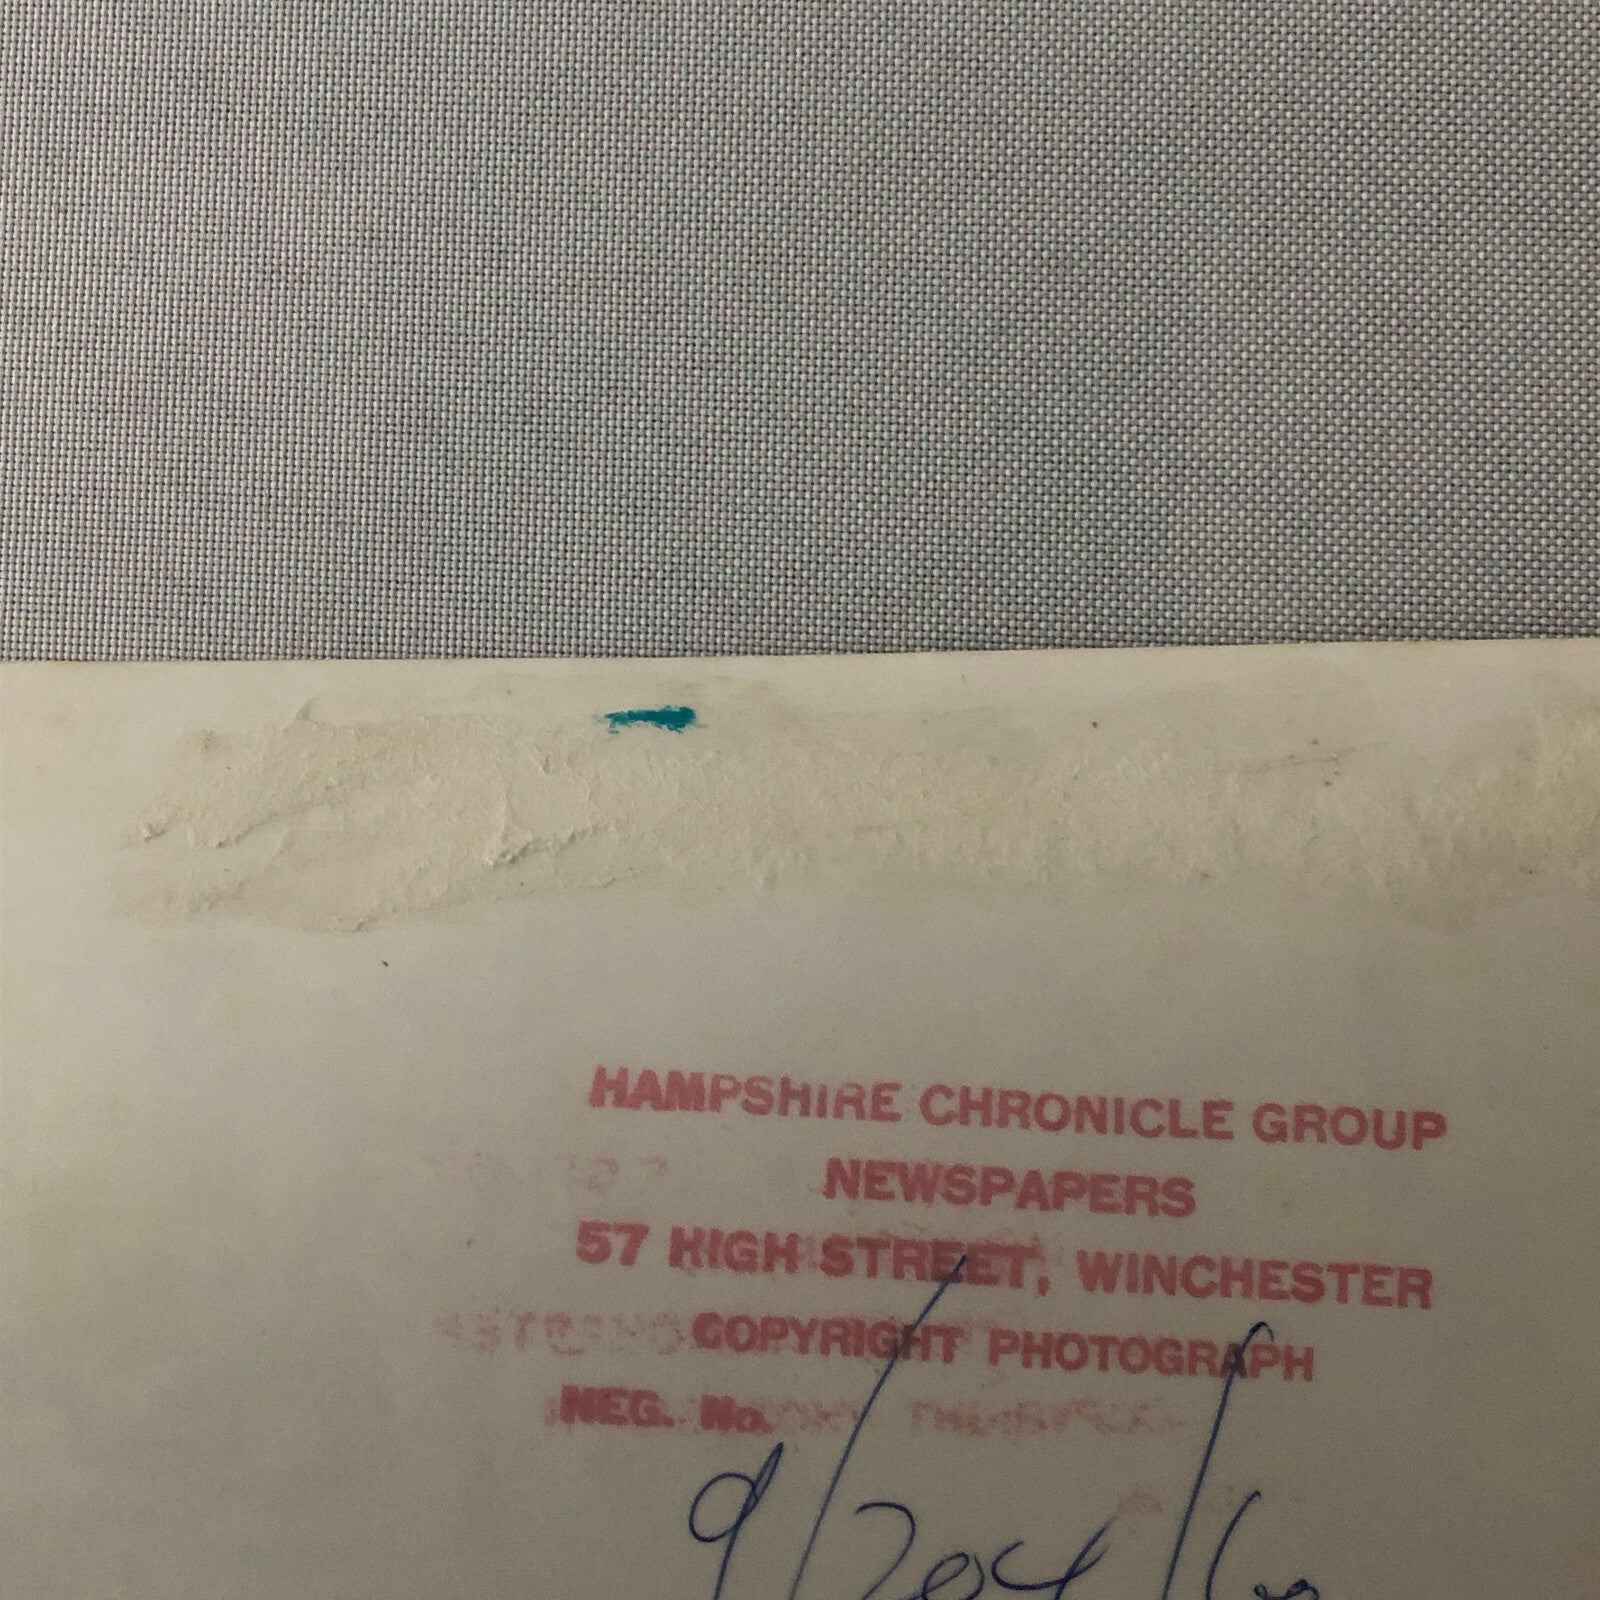 HAMPSHIRE CHRONICLE GROUP
NEWSPAPERS
57 HIGH STREET, WINCHESTER
COPYRIGHT PHOTOGRAPH
NEG. No.